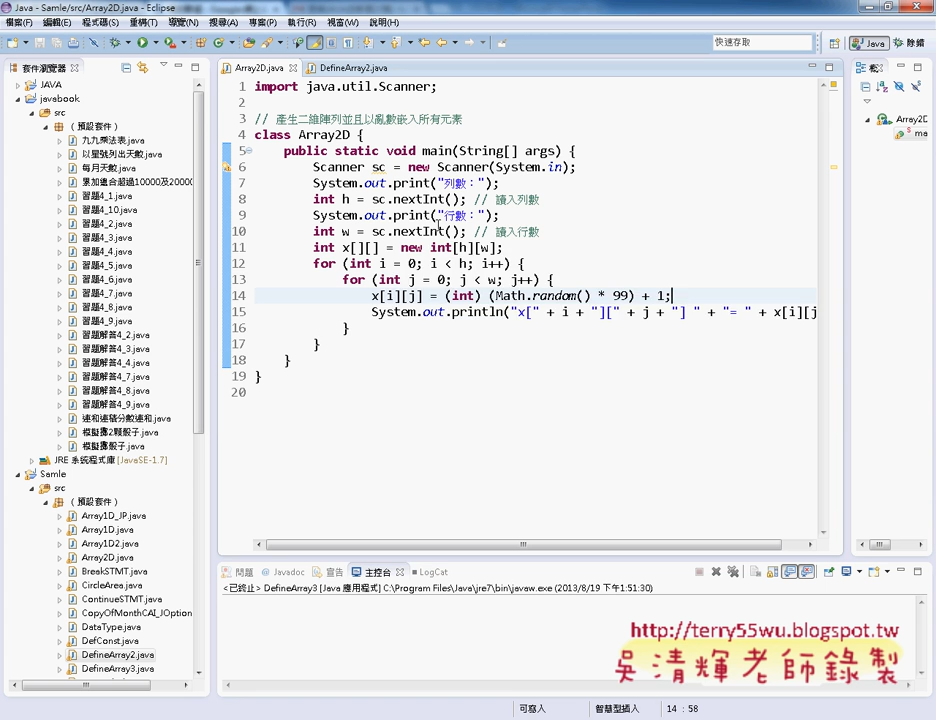 Java - Samle/src/Array2D.java - Eclipse
檔案(F) 編輯(E) 程式碼(S) 重構(T) 導覽(N) 搜尋(A) 專案(P) 執行(R) 視窗(W) 說明(H)
快速存取
Java 除錯
套件瀏覽器
JAVA
javabook
src
（預設套件）
九九乘法表.java
以星號列出天數.java
每月天數.java
累加總合超過10000及20000
習題4_1.java
習題4_10.java
習題4_2.java
習題4_3.java
習題4_4.java
習題4_5.java
習題4_6.java
習題4_7.java
習題4_8.java
習題4_9.java
習題解答4_2.java
習題解答4_3.java
習題解答4_4.java
習題解答4_7.java
習題解答4_8.java
習題解答4_9.java
連和連積分數連和.java
模擬擲2顆骰子.java
模擬擲骰子.java
JRE 系統程式庫 [JavaSE-1.7]
Samle
src
（預設套件）
Array1D_JP.java
Array1D.java
Array1D2.java
Array2D.java
BreakSTMT.java
CircleArea.java
ContinueSTMT.java
CopyOfMonthCAI_JOption
DataType.java
DefConst.java
DefineArray2.java
DefineArray3.java
Array2D.java DefineArray2.java
1 import java.util.Scanner;
2
3 // 產生二維陣列並且以亂數嵌入所有元素
4 class Array2D {
5 public static void main(String[] args) {
6 Scanner sc = new Scanner(System.in);
7 System.out.print("列數：");
8 int h = sc.nextInt(); // 讀入列數
9 System.out.print("行數：");
10 int w = sc.nextInt(); // 讀入行數
11 int x[][] = new int[h][w];
12 for (int i = 0; i < h; i++) {
13 for (int j = 0; j < w; j++) {
14 x[i][j] = (int) (Math.random() * 99) + 1;
15 System.out.println("x[" + i + "][" + j + "] " + "= " + x[i][j
16 }
17 }
18 }
19 }
20
概
Array2D
ma
問題 @ Javadoc 宣告 主控台 LogCat
<已終止> DefineArray3 [Java 應用程式] C:\Program Files\Java\jre7\bin\javaw.exe (2013/8/19 下午1:51:30)
http://terry55wu.blogspot.tw
吳清輝老師錄製
可寫入 智慧型插入 14 : 58